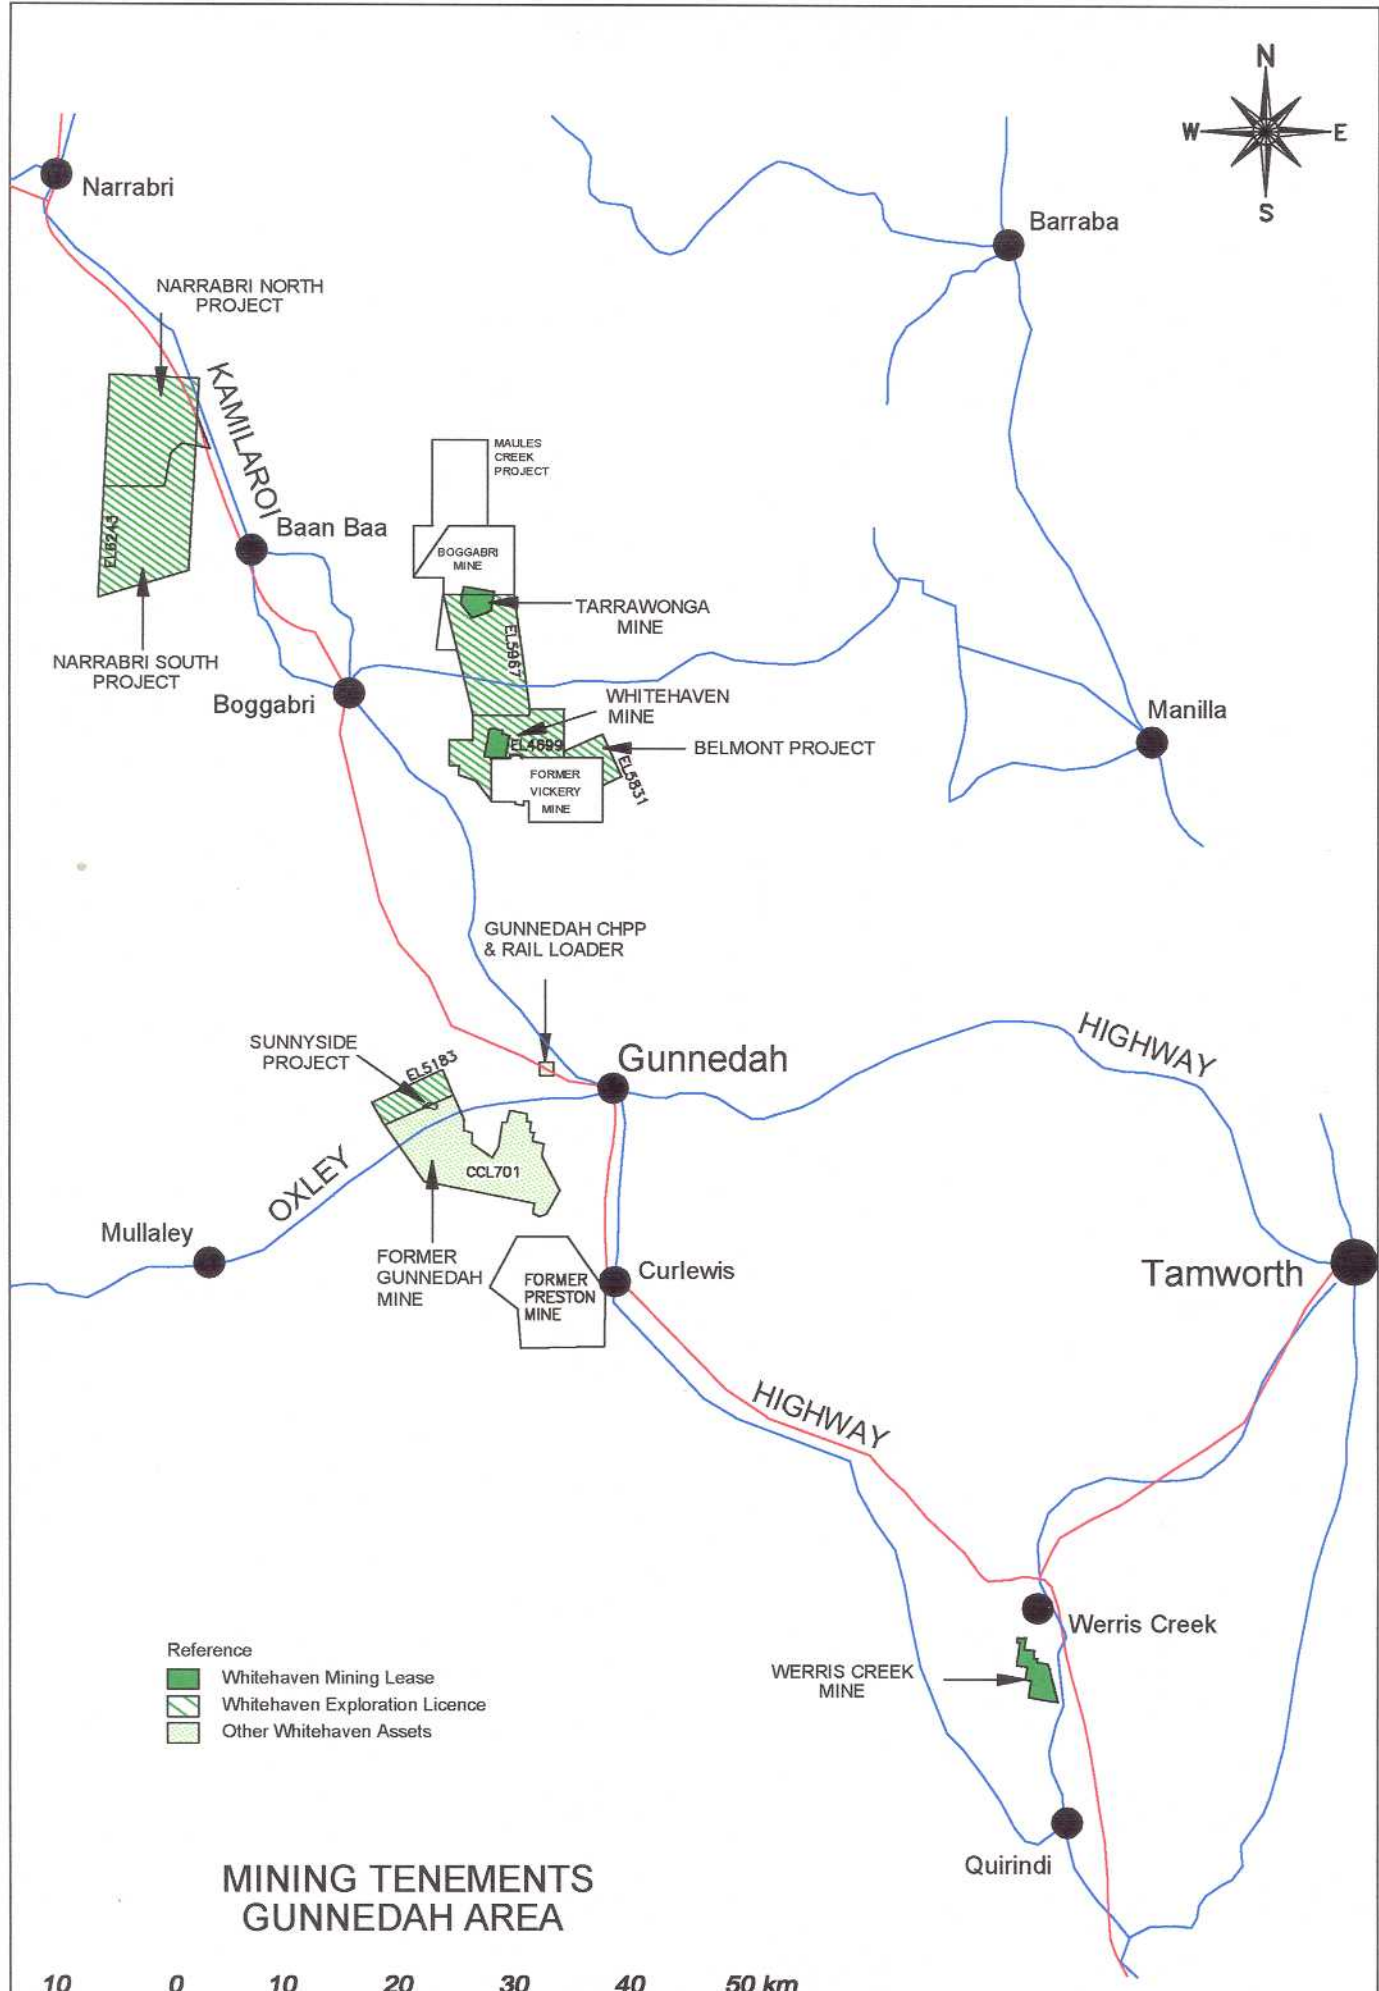 N
W
E
S
Narrabri
Barraba
NARRABRI NORTH
PROJECT
KAMILAROI
MAULES
CREEK
PROJECT
Baan Baa
BOGGABRI
MINE
EL6243
TARRAWONGA
MINE
EL5967
NARRABRI SOUTH
PROJECT
Boggabri
WHITEHAVEN
MINE
Manilla
EL4699
BELMONT PROJECT
EL5831
FORMER
VICKERY
MINE
GUNNEDAH CHPP
& RAIL LOADER
SUNNYSIDE
PROJECT
EL5183
Gunnedah
HIGHWAY
CCL701
OXLEY
Mullaley
FORMER
GUNNEDAH
MINE
FORMER
PRESTON
MINE
Curlewis
Tamworth
HIGHWAY
Werris Creek
WERRIS CREEK
MINE
Reference
Whitehaven Mining Lease
Whitehaven Exploration Licence
Other Whitehaven Assets
Quirindi
MINING TENEMENTS
GUNNEDAH AREA
10 0 10 20 30 40 50 km